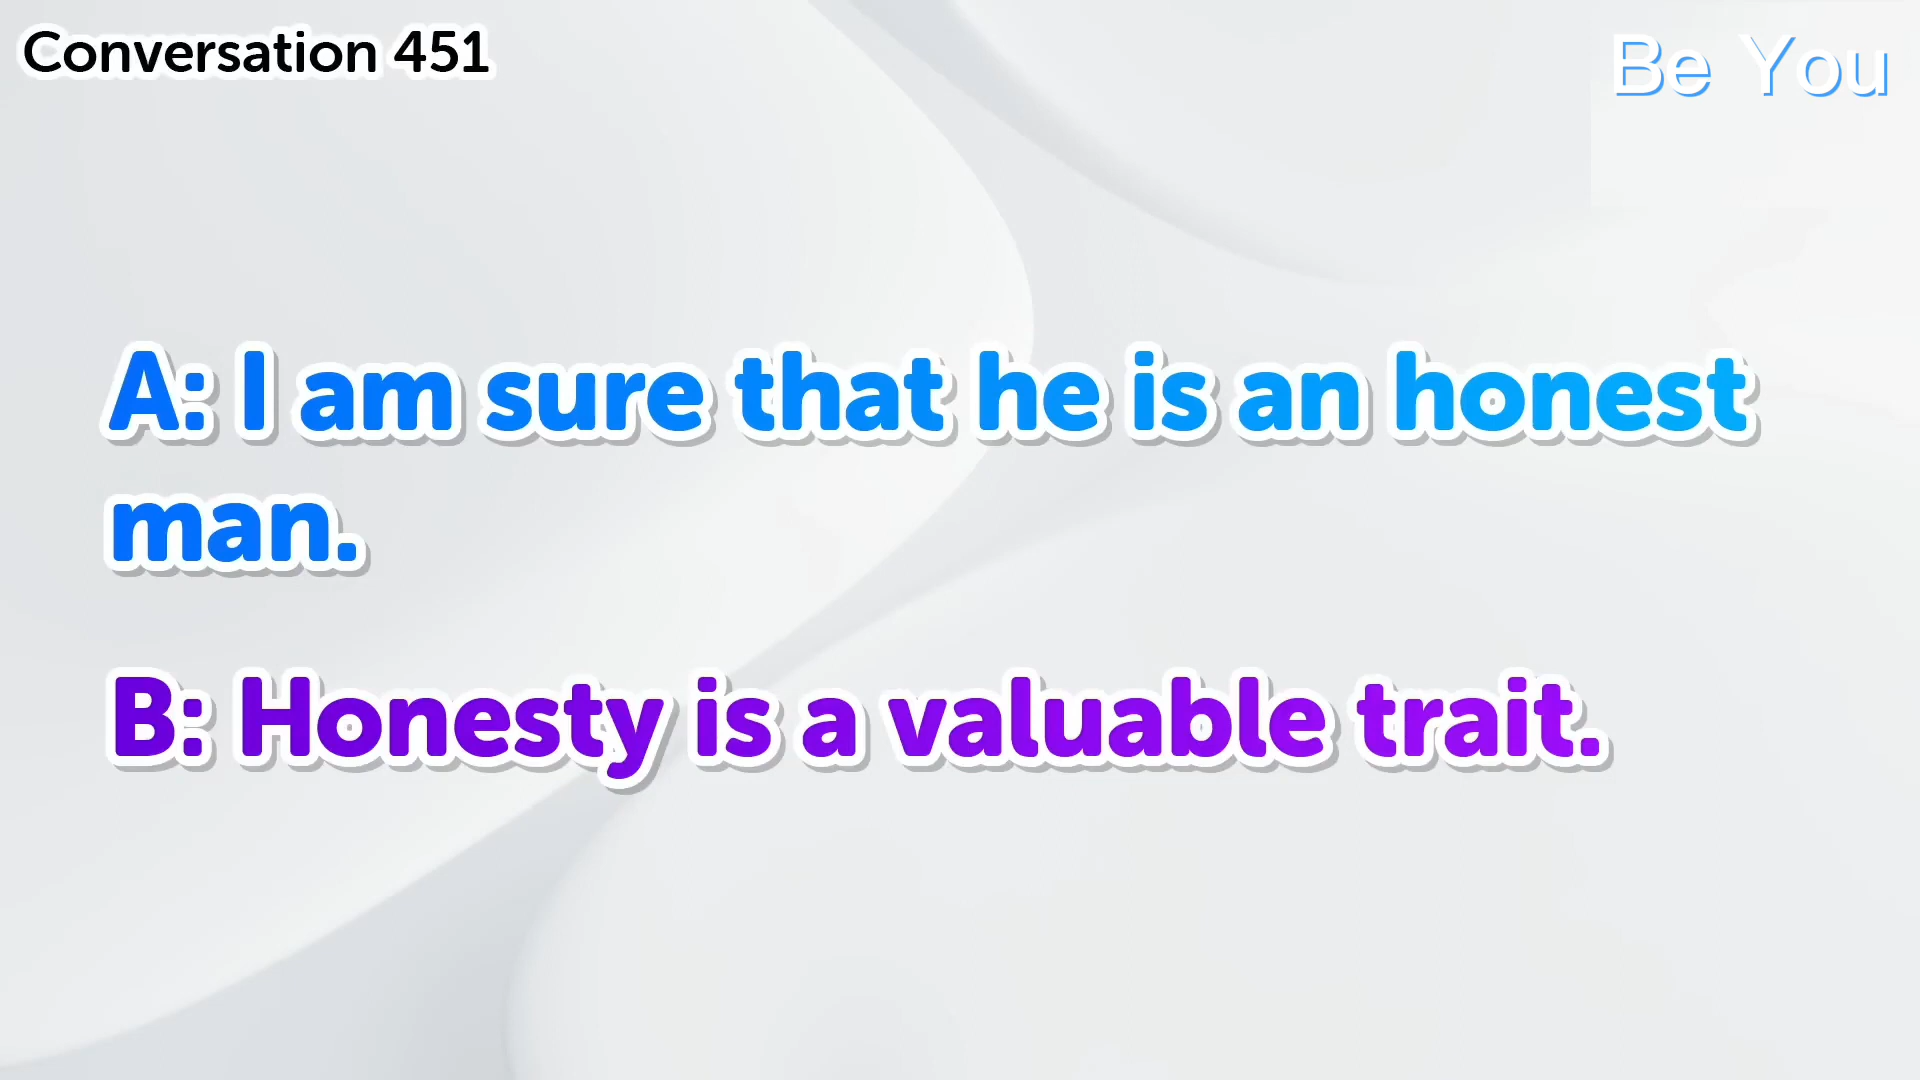 Conversation 451
Be You
A: I am sure that he is an honest
man.
B: Honesty is a valuable trait.